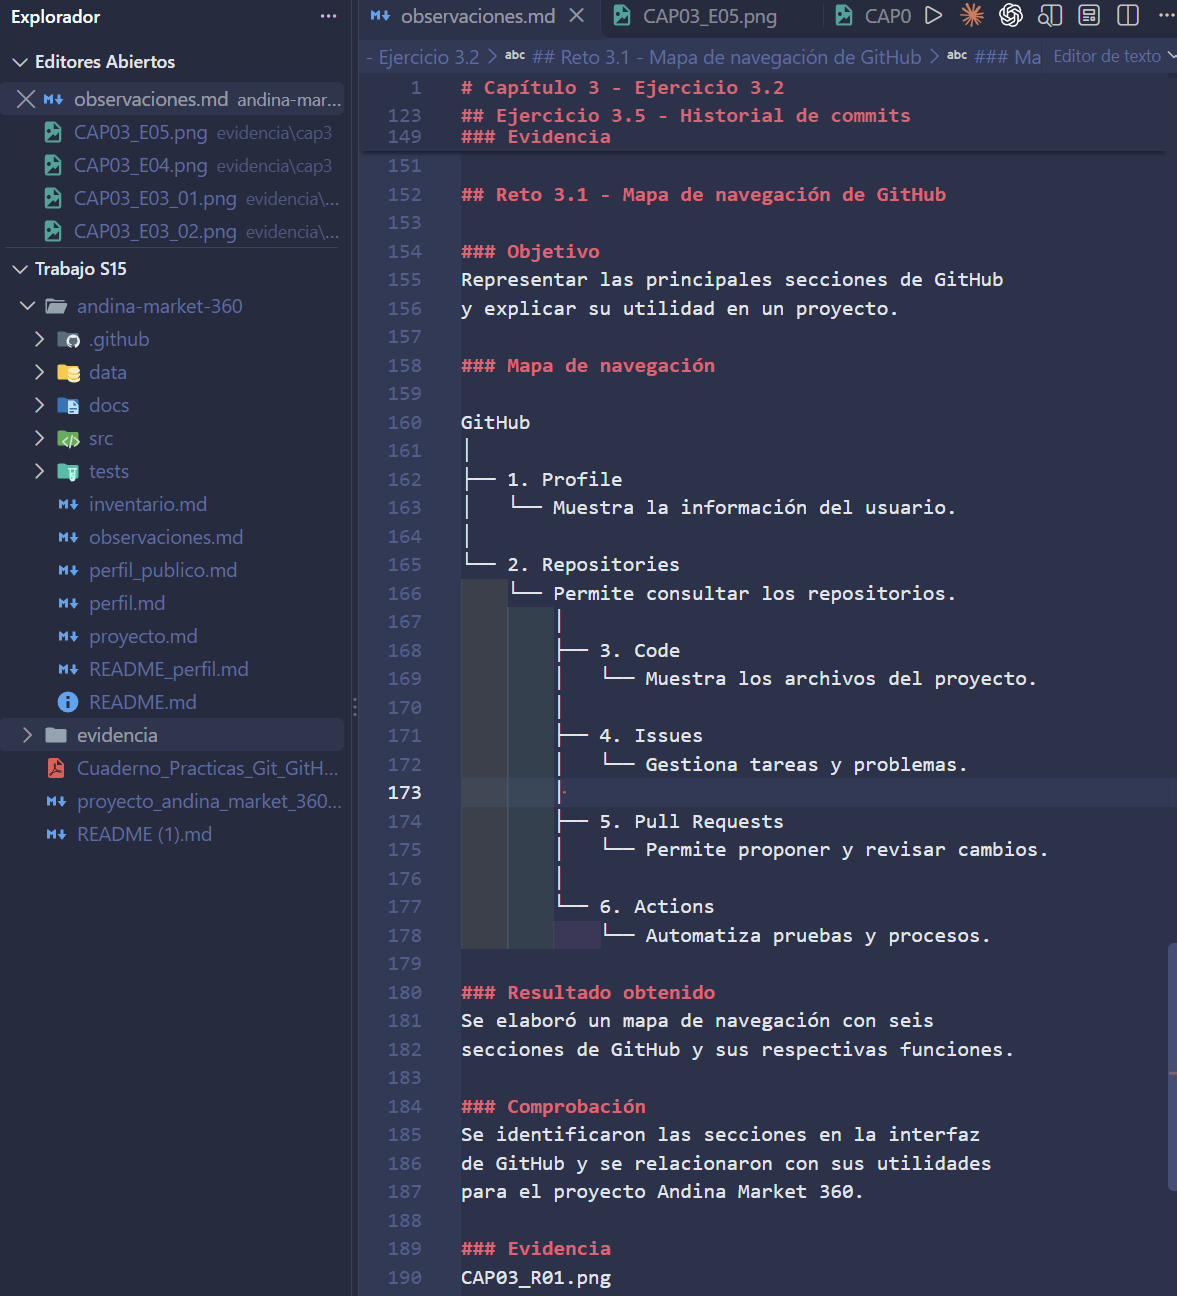 Explorador
Editores Abiertos
observaciones.md andina-mar...
CAP03_E05.png evidencia\cap3
CAP03_E04.png evidencia\cap3
CAP03_E03_01.png evidencia\...
CAP03_E03_02.png evidencia\...
Trabajo S15
andina-market-360
.github
data
docs
src
tests
inventario.md
observaciones.md
perfil_publico.md
perfil.md
proyecto.md
README_perfil.md
README.md
evidencia
Cuaderno_Practicas_Git_GitH...
proyecto_andina_market_360...
README (1).md
observaciones.md CAP03_E05.png CAP0
- Ejercicio 3.2 > abc ## Reto 3.1 - Mapa de navegación de GitHub > abc ### Ma Editor de texto
1 # Capítulo 3 - Ejercicio 3.2
123 ## Ejercicio 3.5 - Historial de commits
149 ### Evidencia
151
152 ## Reto 3.1 - Mapa de navegación de GitHub
153
154 ### Objetivo
155 Representar las principales secciones de GitHub
156 y explicar su utilidad en un proyecto.
157
158 ### Mapa de navegación
159
160 GitHub
161 │
162 ├── 1. Profile
163 │   └── Muestra la información del usuario.
164 │
165 └── 2. Repositories
166     └── Permite consultar los repositorios.
167         │
168         ├── 3. Code
169         │   └── Muestra los archivos del proyecto.
170         │
171         ├── 4. Issues
172         │   └── Gestiona tareas y problemas.
173         │
174         ├── 5. Pull Requests
175         │   └── Permite proponer y revisar cambios.
176         │
177         └── 6. Actions
178             └── Automatiza pruebas y procesos.
179
180 ### Resultado obtenido
181 Se elaboró un mapa de navegación con seis
182 secciones de GitHub y sus respectivas funciones.
183
184 ### Comprobación
185 Se identificaron las secciones en la interfaz
186 de GitHub y se relacionaron con sus utilidades
187 para el proyecto Andina Market 360.
188
189 ### Evidencia
190 CAP03_R01.png